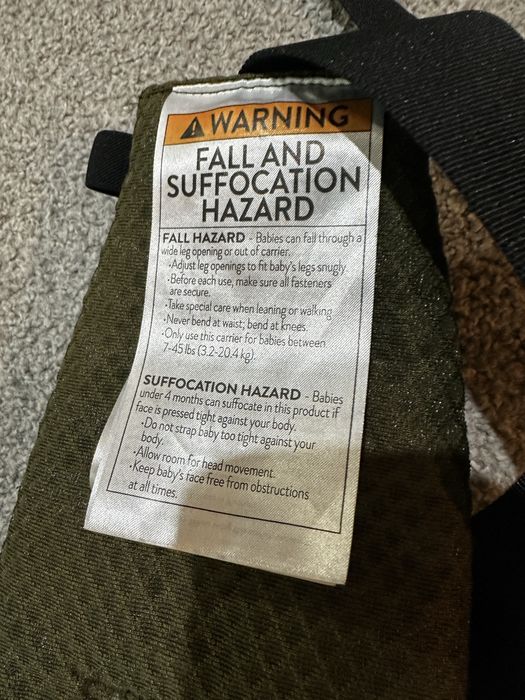 WARNING
FALL AND
SUFFOCATION
HAZARD
FALL HAZARD - Babies can fall through a
wide leg opening or out of carrier.
•Adjust leg openings to fit baby's legs snugly.
•Before each use, make sure all fasteners
are secure.
•Take special care when leaning or walking.
•Never bend at waist; bend at knees.
•Only use this carrier for babies between
7-45 lbs (3.2-20.4 kg).
SUFFOCATION HAZARD - Babies
under 4 months can suffocate in this product if
face is pressed tight against your body.
•Do not strap baby too tight against your
body.
•Allow room for head movement.
•Keep baby's face free from obstructions
at all times.